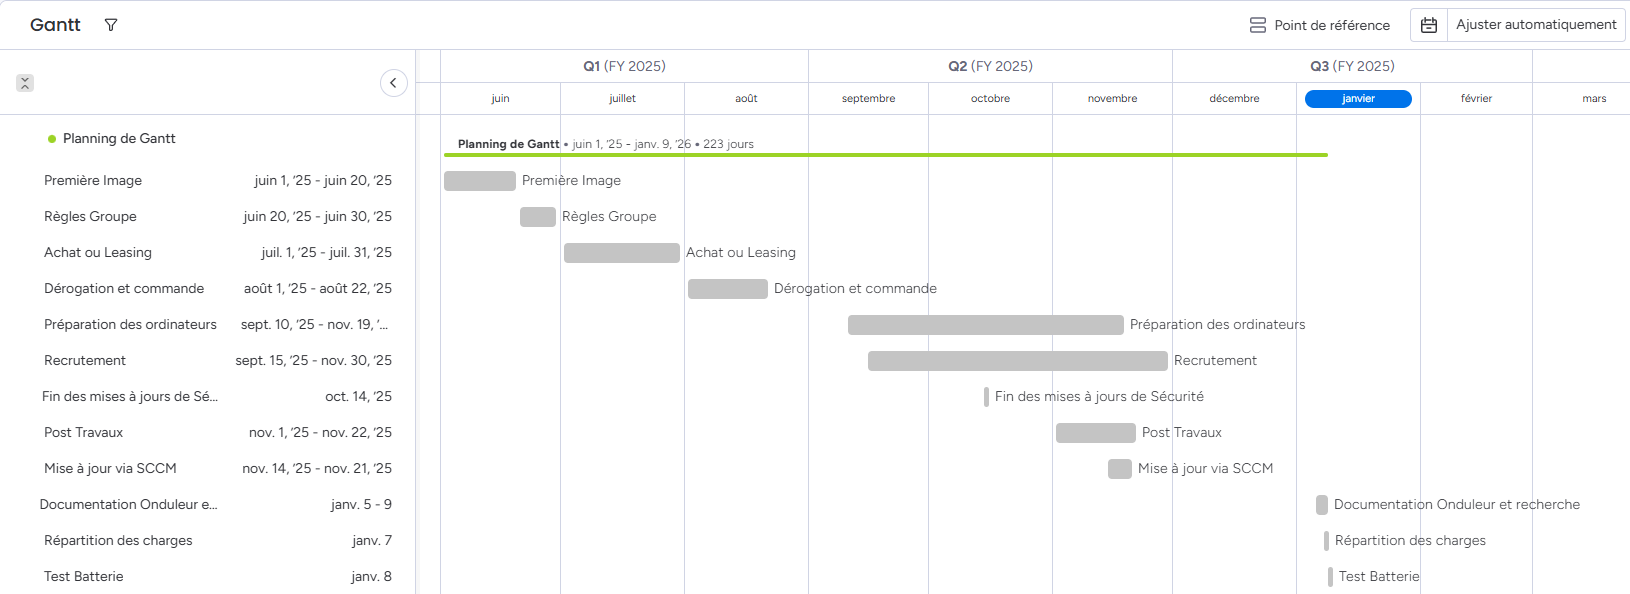 Gantt
Point de référence
Ajuster automatiquement
Q1 (FY 2025)
Q2 (FY 2025)
Q3 (FY 2025)
juin
juillet
août
septembre
octobre
novembre
décembre
janvier
février
mars
Planning de Gantt
Planning de Gantt • juin 1, ’25 - janv. 9, ’26 • 223 jours
Première Image
juin 1, ’25 - juin 20, ’25
Première Image
Règles Groupe
juin 20, ’25 - juin 30, ’25
Règles Groupe
Achat ou Leasing
juil. 1, ’25 - juil. 31, ’25
Achat ou Leasing
Dérogation et commande
août 1, ’25 - août 22, ’25
Dérogation et commande
Préparation des ordinateurs
sept. 10, ’25 - nov. 19, ’...
Préparation des ordinateurs
Recrutement
sept. 15, ’25 - nov. 30, ’25
Recrutement
Fin des mises à jours de Sé...
oct. 14, ’25
Fin des mises à jours de Sécurité
Post Travaux
nov. 1, ’25 - nov. 22, ’25
Post Travaux
Mise à jour via SCCM
nov. 14, ’25 - nov. 21, ’25
Mise à jour via SCCM
Documentation Onduleur e...
janv. 5 - 9
Documentation Onduleur et recherche
Répartition des charges
janv. 7
Répartition des charges
Test Batterie
janv. 8
Test Batterie